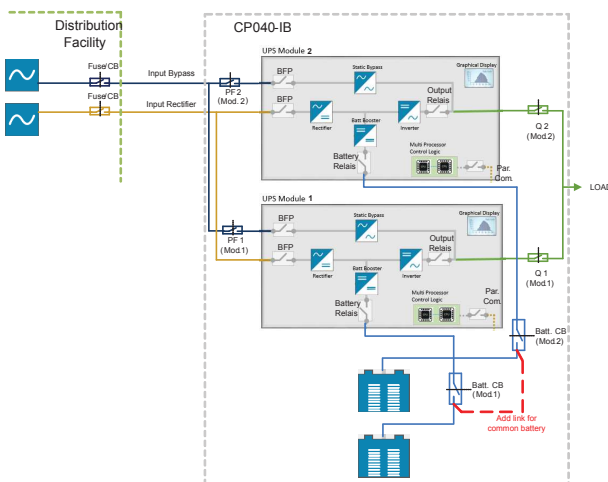 Distribution
Facility
CP040-IB
UPS Module 2
Fuse/CB
Input Bypass
PF 2
(Mod. 2)
BFP
Static Bypass
Graphical Display
Fuse/CB
Input Rectifier
BFP
Rectifier
Batt Booster
Inverter
Output
Relais
Q 2
(Mod.2)
Battery
Relais
Multi Processor
Control Logic
Par.
Com.
LOAD
UPS Module 1
PF 1
(Mod.1)
BFP
Static Bypass
Graphical Display
BFP
Rectifier
Batt Booster
Inverter
Output
Relais
Q 1
(Mod.1)
Battery
Relais
Multi Processor
Control Logic
Par.
Com.
Batt. CB
(Mod.2)
Batt. CB
(Mod.1)
Add link for
common battery